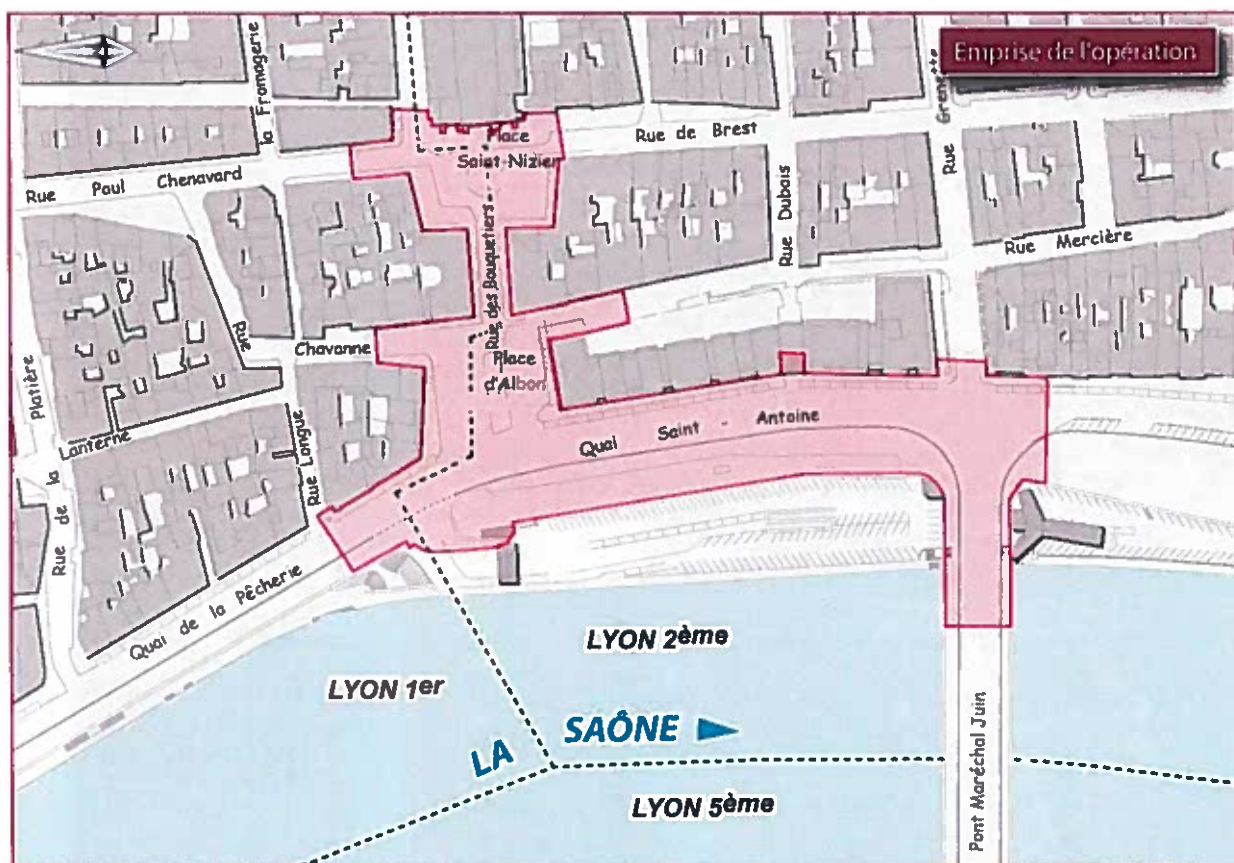 Emprise de l'opération
la Fromagerie
Rue Grenette
Rue de Brest
Place
Saint-Nizier
Rue Paul Chenavard
Rue Dubois
Rue Mercière
Rue des Bouquetiers
Rue
Chavanne
Place
d'Albon
Platière
Rue de la Lanterne
Rue Longue
Quai Saint - Antoine
Quai de la Pêcherie
LYON 2ème
LYON 1er
LA SAÔNE
LYON 5ème
Pont Maréchal Juin